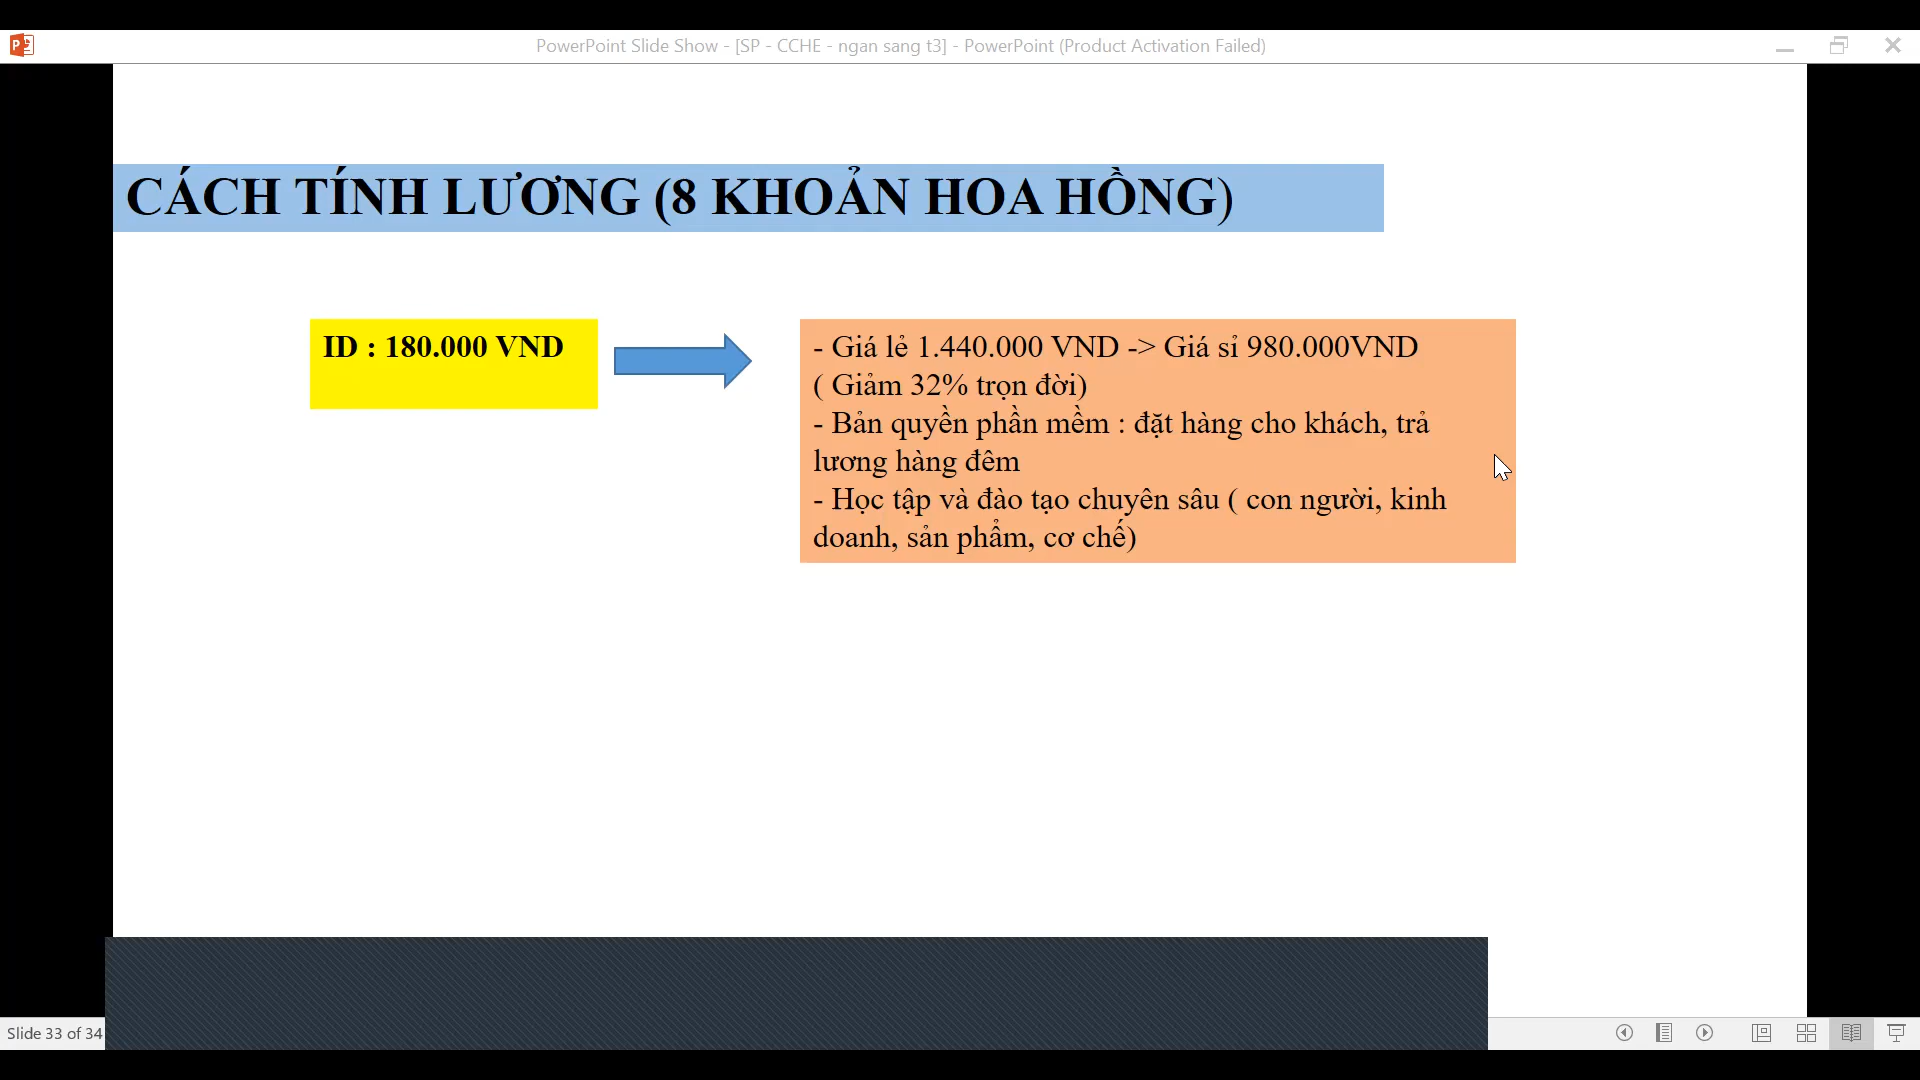 PowerPoint Slide Show - [SP - CCHE - ngan sang t3] - PowerPoint (Product Activation Failed)
CÁCH TÍNH LƯƠNG (8 KHOẢN HOA HỒNG)
ID : 180.000 VND
- Giá lẻ 1.440.000 VND -> Giá sỉ 980.000VND
( Giảm 32% trọn đời)
- Bản quyền phần mềm : đặt hàng cho khách, trả
lương hàng đêm
- Học tập và đào tạo chuyên sâu ( con người, kinh
doanh, sản phẩm, cơ chế)
Slide 33 of 34